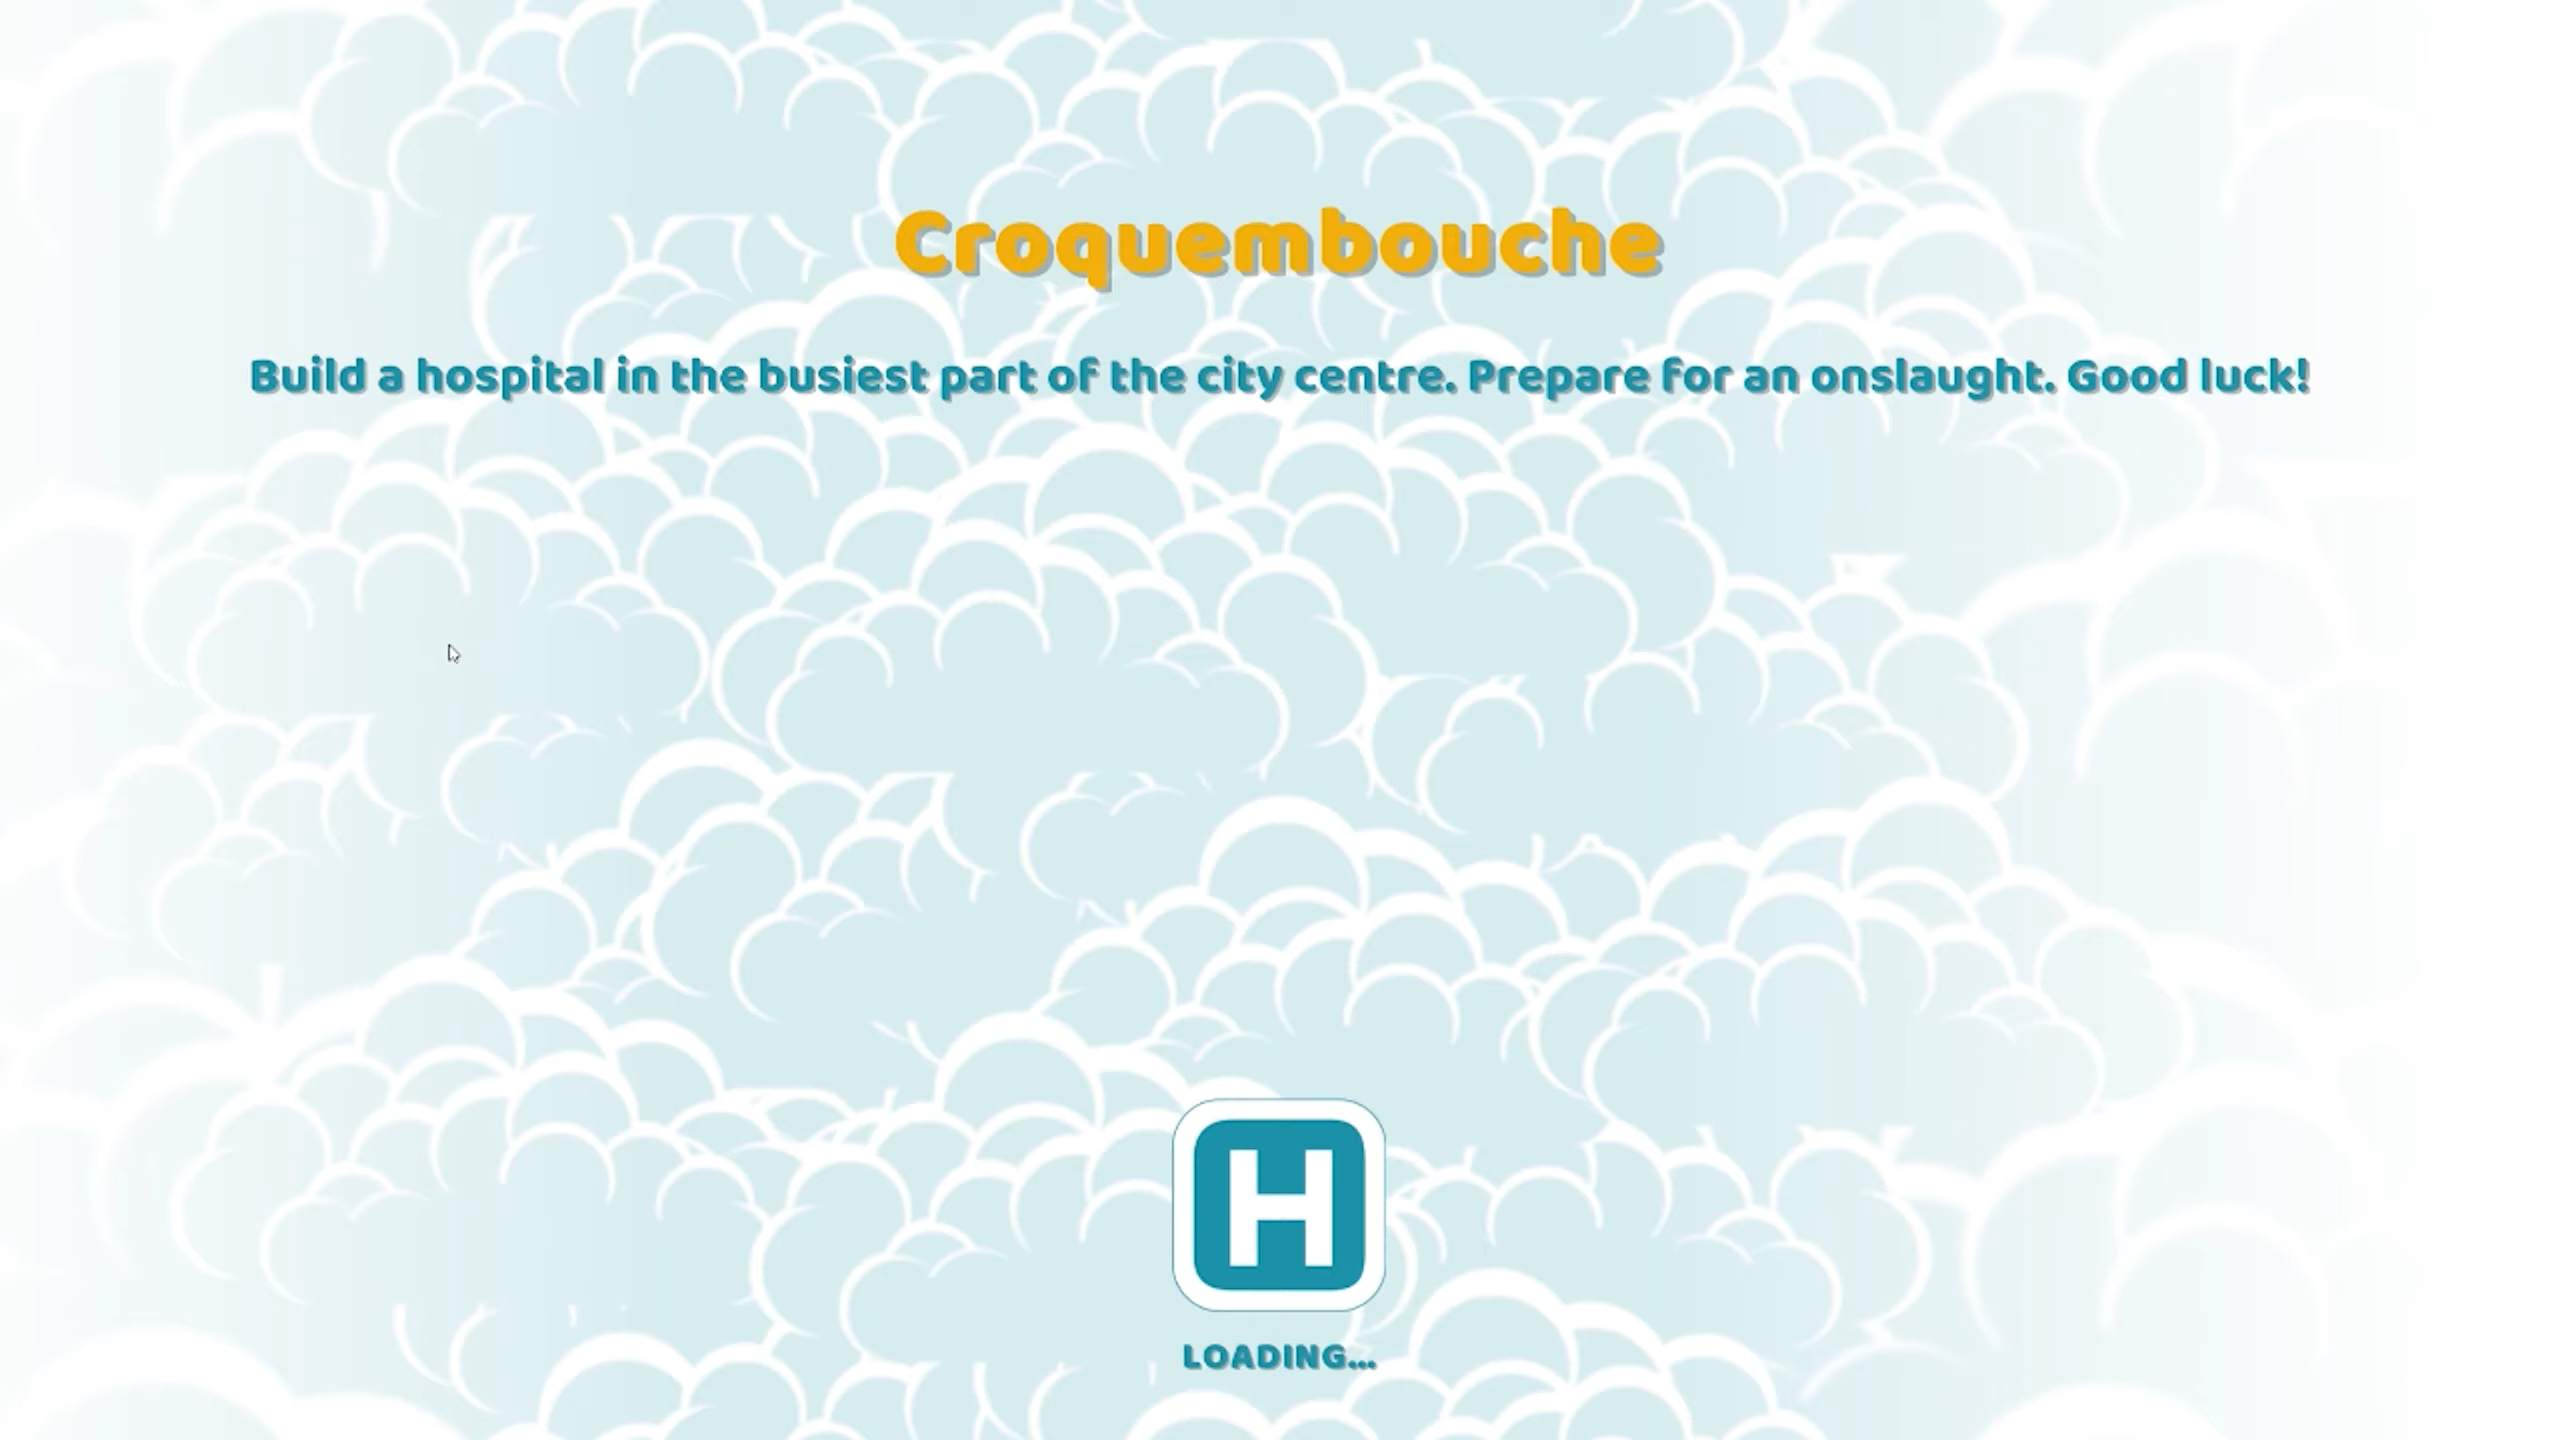 Croquembouche
Build a hospital in the busiest part of the city centre. Prepare for an onslaught. Good luck!
H
LOADING...